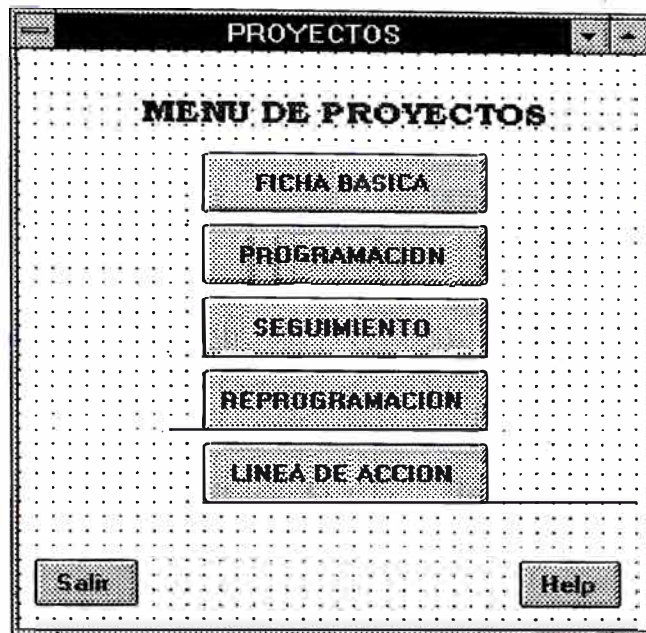 PROYECTOS
MENU DE PROYECTOS
FICHA BASICA
PROGRAMACION
SEGUIMIENTO
REPROGRAMACION
LINEA DE ACCION
Salir
Help